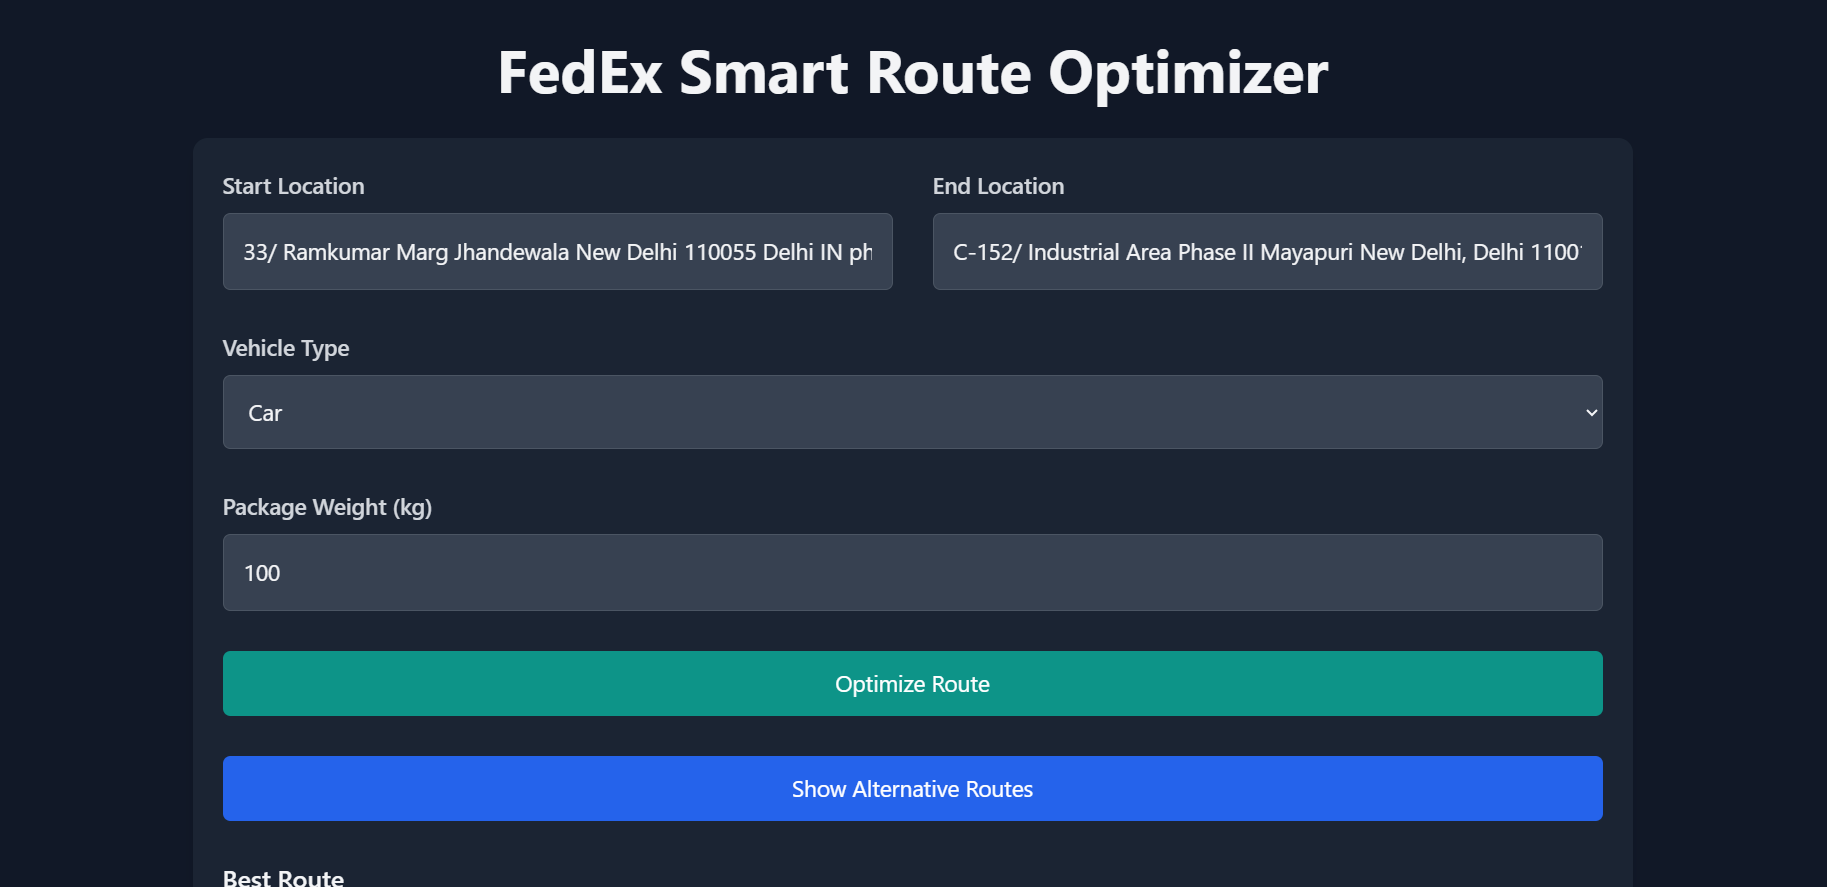 FedEx Smart Route Optimizer
Start Location
End Location
33/ Ramkumar Marg Jhandewala New Delhi 110055 Delhi IN ph
C-152/ Industrial Area Phase II Mayapuri New Delhi, Delhi 1100
Vehicle Type
Car
Package Weight (kg)
100
Optimize Route
Show Alternative Routes
Best Route